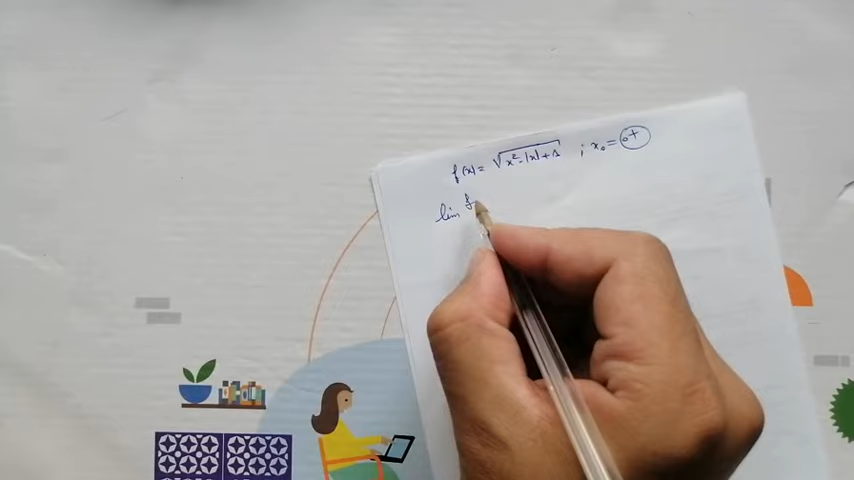 f(x) = √x² - |x| + 1 ; x₀ = 0⁺
lim f